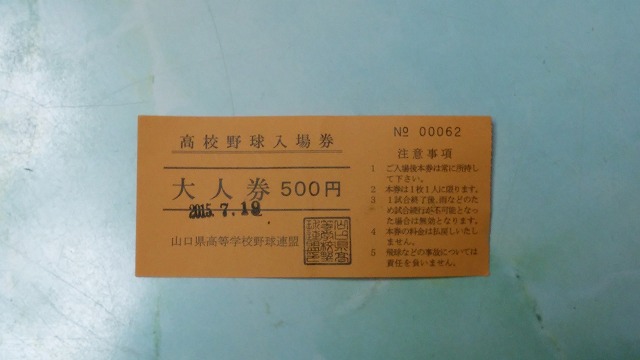 高校野球入場券
大人券 500円
2015.7.19
山口県高等学校野球連盟
№ 00062
注意事項
1 ご入場後本券は常に所持し
て下さい。
2 本券は1枚1人に限ります。
3 1試合終了後、雨などのた
め試合続行が不可能となっ
た場合は無効となります。
4 本券の料金は払戻しいたし
ません。
5 飛球などの事故については
責任を負いません。